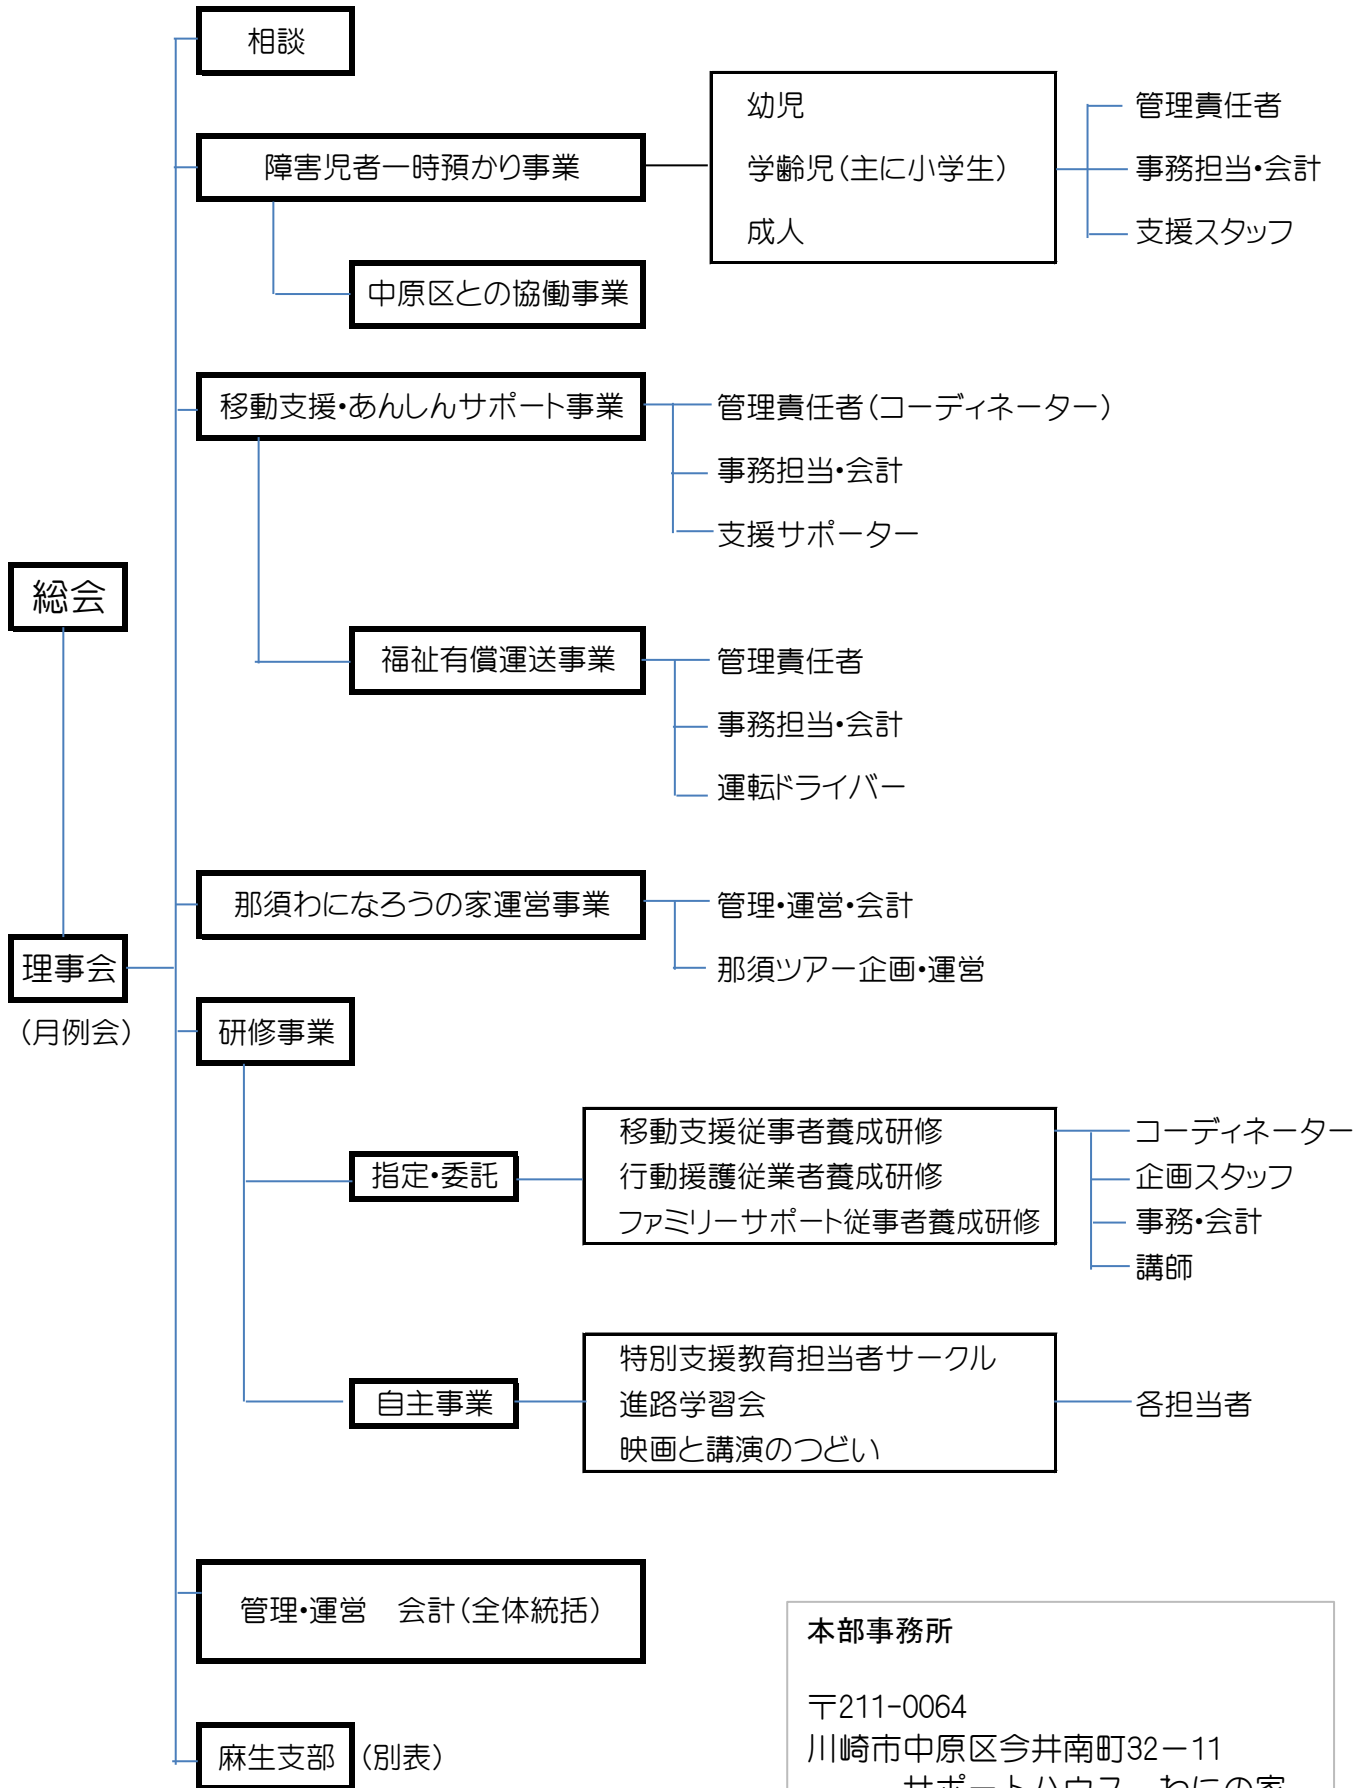 相談
障害児者一時預かり事業
幼児
学齢児（主に小学生）
成人
管理責任者
事務担当・会計
支援スタッフ
中原区との協働事業
移動支援・あんしんサポート事業
管理責任者（コーディネーター）
事務担当・会計
支援サポーター
総会
福祉有償運送事業
管理責任者
事務担当・会計
運転ドライバー
那須わになろうの家運営事業
管理・運営・会計
那須ツアー企画・運営
理事会
（月例会）
研修事業
指定・委託
移動支援従事者養成研修
行動援護従業者養成研修
ファミリーサポート従事者養成研修
コーディネーター
企画スタッフ
事務・会計
講師
自主事業
特別支援教育担当者サークル
進路学習会
映画と講演のつどい
各担当者
管理・運営　会計（全体統括）
麻生支部（別表）
本部事務所
〒211-0064
川崎市中原区今井南町32－11
サポートハウス　わにの家